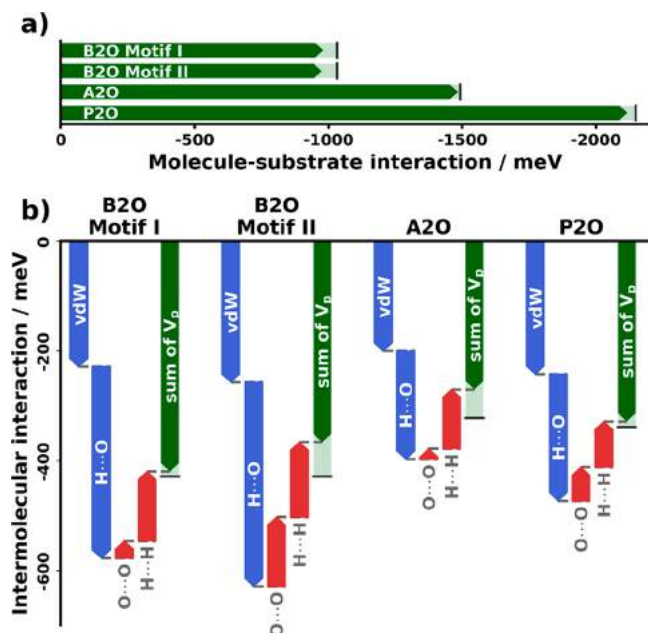 a)
B2O Motif I
B2O Motif II
A2O
P2O
0 -500 -1000 -1500 -2000
Molecule-substrate interaction / meV
b)
B2O Motif I
B2O Motif II
A2O
P2O
Intermolecular interaction / meV
0
-200
-400
-600
vdW
H····O
O·····O
H·····H
sum of Vp
vdW
H····O
O·····O
H·····H
sum of Vp
vdW
H····O
O·····O
H·····H
sum of Vp
vdW
H····O
O·····O
H·····H
sum of Vp